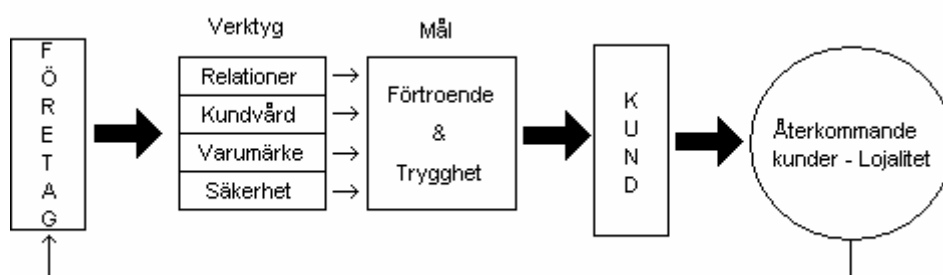 Verktyg
Mål
FÖRETAG
Relationer
Kundvård
Varumärke
Säkerhet
Förtroende
&
Trygghet
KUND
Återkommande
kunder - Lojalitet